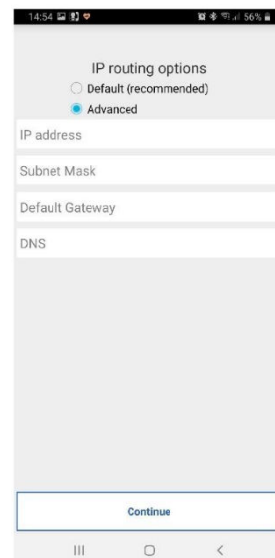 14:54 56%
IP routing options
Default (recommended)
Advanced
IP address
Subnet Mask
Default Gateway
DNS
Continue